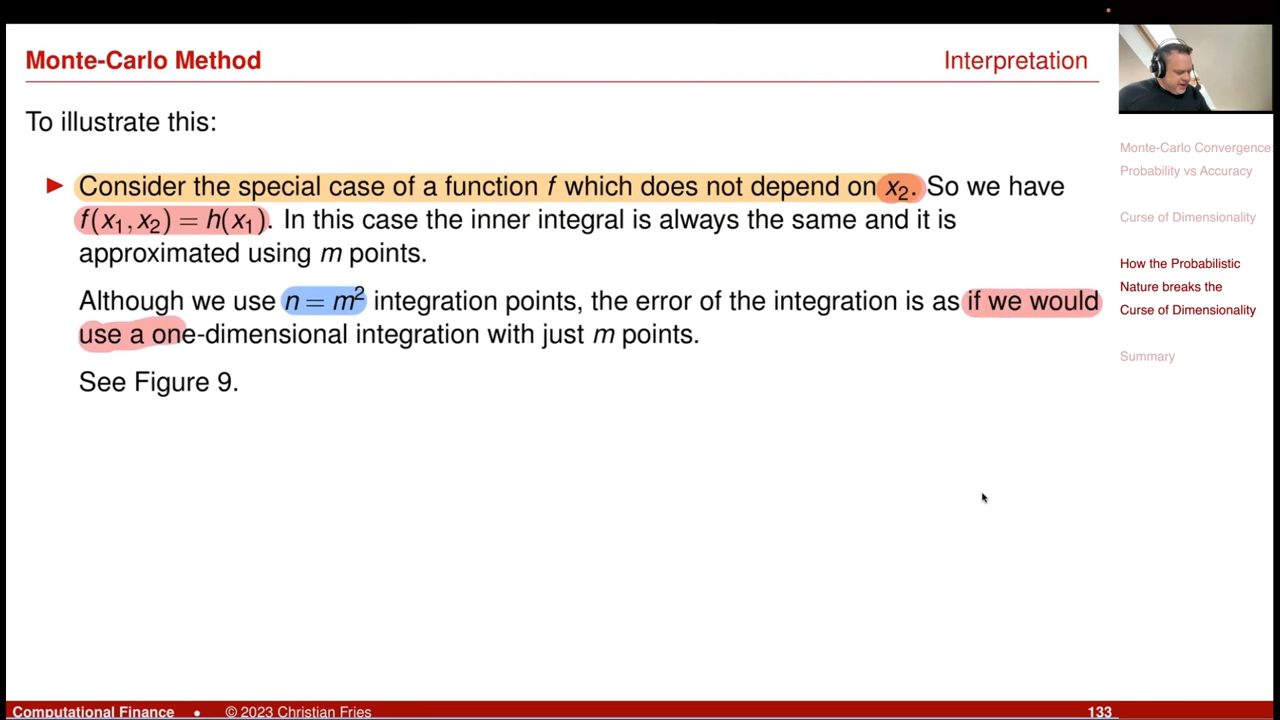 Monte-Carlo Method
Interpretation
To illustrate this:
► Consider the special case of a function f which does not depend on x₂. So we have
f(x₁, x₂) = h(x₁). In this case the inner integral is always the same and it is
approximated using m points.
Although we use n = m² integration points, the error of the integration is as if we would
use a one-dimensional integration with just m points.
See Figure 9.
Monte-Carlo Convergence:
Probability vs Accuracy
Curse of Dimensionality
How the Probabilistic
Nature breaks the
Curse of Dimensionality
Summary
Computational Finance • © 2023 Christian Fries
133